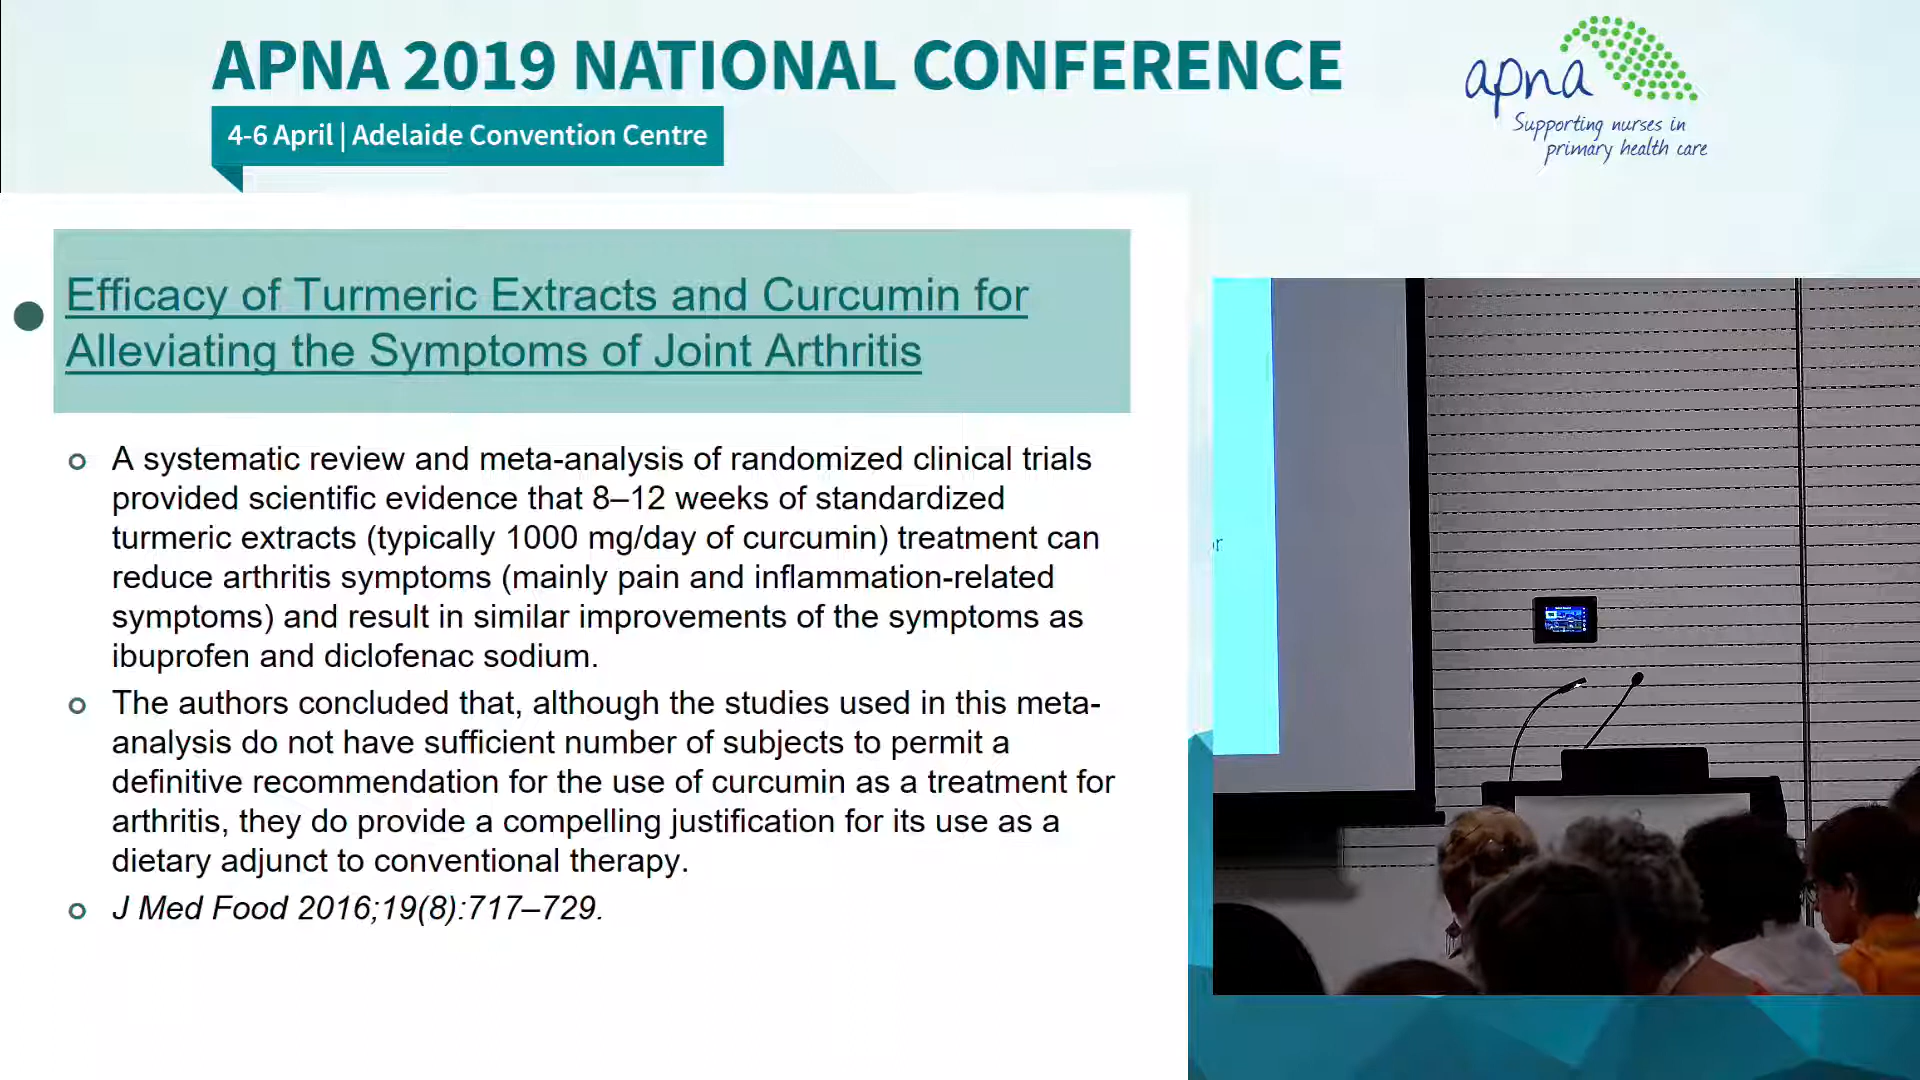 APNA 2019 NATIONAL CONFERENCE
4-6 April | Adelaide Convention Centre
apna
Supporting nurses in
primary health care
Efficacy of Turmeric Extracts and Curcumin for
Alleviating the Symptoms of Joint Arthritis
A systematic review and meta-analysis of randomized clinical trials
provided scientific evidence that 8–12 weeks of standardized
turmeric extracts (typically 1000 mg/day of curcumin) treatment can
reduce arthritis symptoms (mainly pain and inflammation-related
symptoms) and result in similar improvements of the symptoms as
ibuprofen and diclofenac sodium.
The authors concluded that, although the studies used in this meta-
analysis do not have sufficient number of subjects to permit a
definitive recommendation for the use of curcumin as a treatment for
arthritis, they do provide a compelling justification for its use as a
dietary adjunct to conventional therapy.
J Med Food 2016;19(8):717–729.